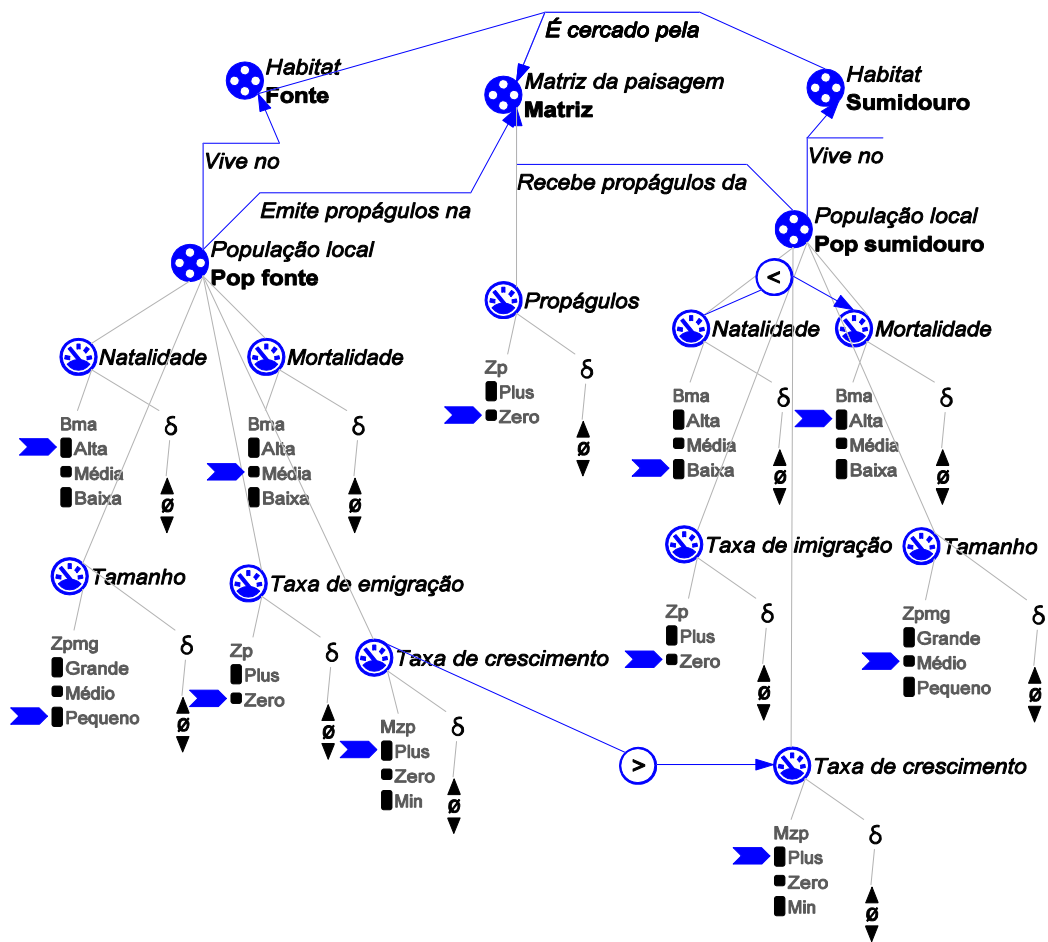 É cercado pela
Habitat
Fonte
Matriz da paisagem
Matriz
Habitat
Sumidouro
Vive no
Emite propágulos na
Recebe propágulos da
Vive no
População local
Pop fonte
População local
Pop sumidouro
<
Propágulos
Zp
Plus
Zero
δ
ø
Natalidade
Bma
Alta
Média
Baixa
δ
ø
Mortalidade
Bma
Alta
Média
Baixa
δ
ø
Natalidade
Bma
Alta
Média
Baixa
δ
ø
Mortalidade
Bma
Alta
Média
Baixa
δ
ø
Tamanho
Zpmg
Grande
Médio
Pequeno
δ
ø
Taxa de emigração
Zp
Plus
Zero
δ
ø
Taxa de crescimento
Mzp
Plus
Zero
Min
δ
ø
Taxa de imigração
Zp
Plus
Zero
δ
ø
Tamanho
Zpmg
Grande
Médio
Pequeno
δ
ø
>
Taxa de crescimento
Mzp
Plus
Zero
Min
δ
ø